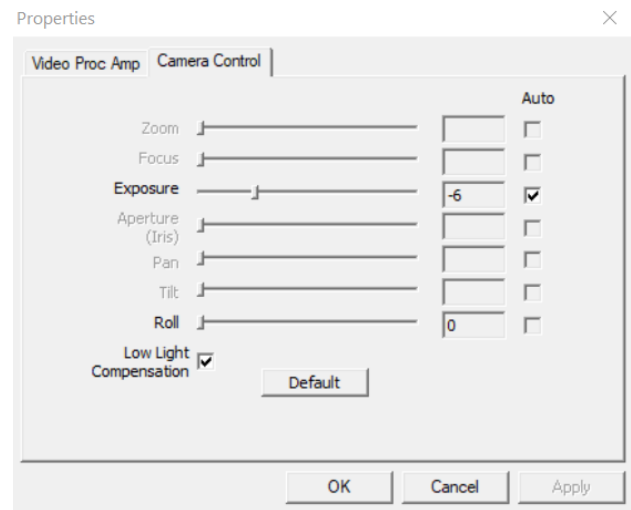 Properties
Video Proc Amp
Camera Control
Auto
Zoom
Focus
Exposure
-6
Aperture
(Iris)
Pan
Tilt
Roll
0
Low Light
Compensation
Default
OK
Cancel
Apply